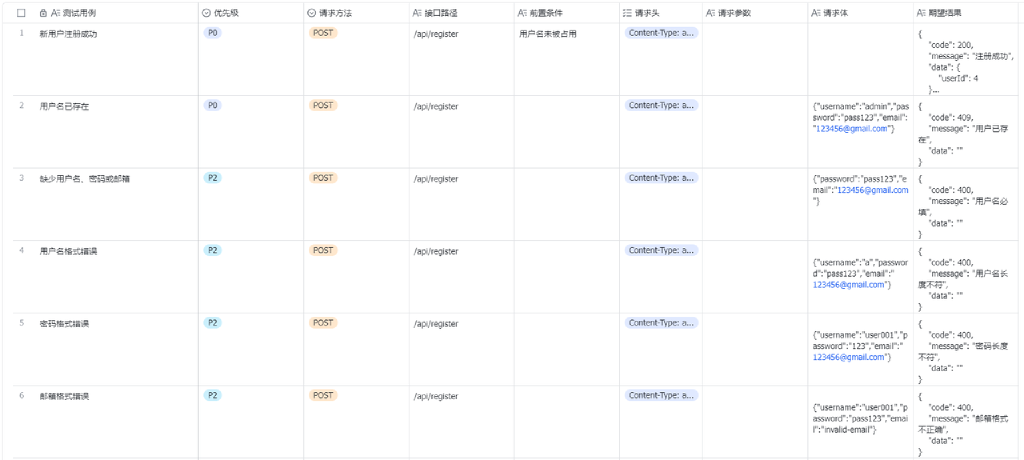 测试用例 优先级 请求方法 接口路径 前置条件 请求头 请求参数 请求体 期望结果
1 新用户注册成功 P0 POST /api/register 用户名未被占用 Content-Type: a...
{
"code": 200,
"message": "注册成功",
"data": {
"userId": 4
}...
2 用户名已存在 P0 POST /api/register Content-Type: a...
{"username":"admin","pas
sword":"pass123","email":
"123456@gmail.com"}
{
"code": 409,
"message": "用户已存
在",
"data": ""
}
3 缺少用户名、密码或邮箱 P2 POST /api/register Content-Type: a...
{"password":"pass123","e
mail":"123456@gmail.com
"}
{
"code": 400,
"message": "用户名必
填",
"data": ""
}
4 用户名格式错误 P2 POST /api/register Content-Type: a...
{"username":"a","passwor
d":"pass123","email":"
123456@gmail.com"}
{
"code": 400,
"message": "用户名长
度不符",
"data": ""
}
5 密码格式错误 P2 POST /api/register Content-Type: a...
{"username":"user001","p
assword":"123","email":"
123456@gmail.com"}
{
"code": 400,
"message": "密码长度
不符",
"data": ""
}
6 邮箱格式错误 P2 POST /api/register Content-Type: a...
{"username":"user001","p
assword":"pass123","emai
l":"invalid-email"}
{
"code": 400,
"message": "邮箱格式
不正确",
"data": ""
}